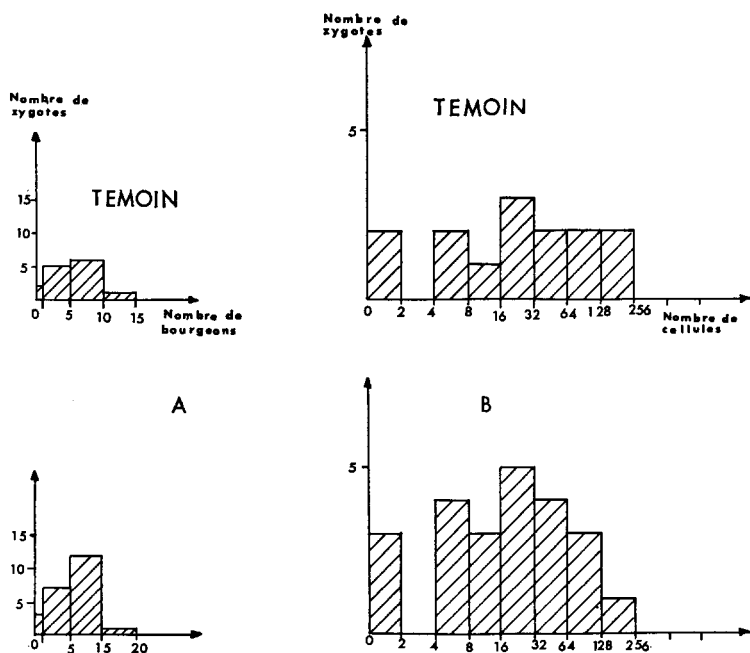 Nombre de
zygotes
TEMOIN
15
10
5
0 5 10 15
Nombre de
bourgeons
Nombre de
zygotes
TEMOIN
5
0 2 4 8 16 32 64 128 256
Nombre de
cellules
A
15
10
5
0 5 15 20
B
5
0 2 4 8 16 32 64 128 256